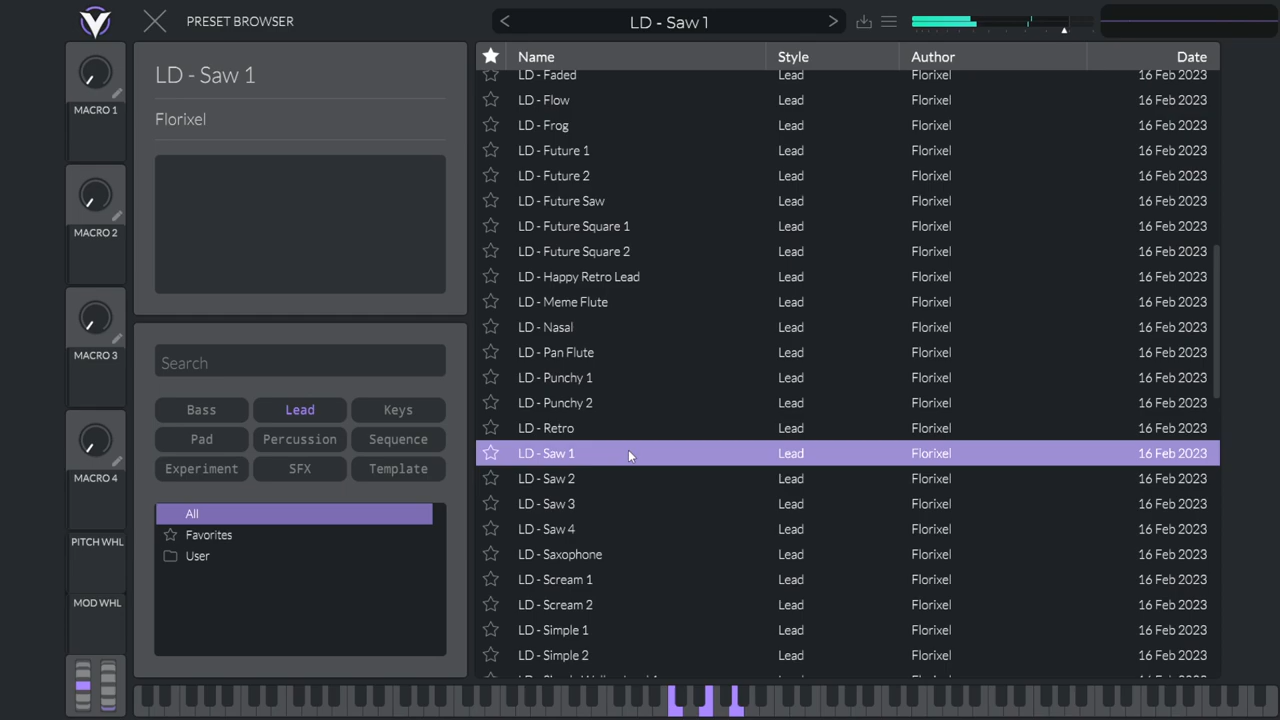 PRESET BROWSER
LD - Saw 1
MACRO 1
MACRO 2
MACRO 3
MACRO 4
PITCH WHL
MOD WHL
LD - Saw 1
Florixel
Search
Bass Lead Keys
Pad Percussion Sequence
Experiment SFX Template
All
Favorites
User
Name Style Author Date
LD - Faded Lead Florixel 16 Feb 2023
LD - Flow Lead Florixel 16 Feb 2023
LD - Frog Lead Florixel 16 Feb 2023
LD - Future 1 Lead Florixel 16 Feb 2023
LD - Future 2 Lead Florixel 16 Feb 2023
LD - Future Saw Lead Florixel 16 Feb 2023
LD - Future Square 1 Lead Florixel 16 Feb 2023
LD - Future Square 2 Lead Florixel 16 Feb 2023
LD - Happy Retro Lead Lead Florixel 16 Feb 2023
LD - Meme Flute Lead Florixel 16 Feb 2023
LD - Nasal Lead Florixel 16 Feb 2023
LD - Pan Flute Lead Florixel 16 Feb 2023
LD - Punchy 1 Lead Florixel 16 Feb 2023
LD - Punchy 2 Lead Florixel 16 Feb 2023
LD - Retro Lead Florixel 16 Feb 2023
LD - Saw 1 Lead Florixel 16 Feb 2023
LD - Saw 2 Lead Florixel 16 Feb 2023
LD - Saw 3 Lead Florixel 16 Feb 2023
LD - Saw 4 Lead Florixel 16 Feb 2023
LD - Saxophone Lead Florixel 16 Feb 2023
LD - Scream 1 Lead Florixel 16 Feb 2023
LD - Scream 2 Lead Florixel 16 Feb 2023
LD - Simple 1 Lead Florixel 16 Feb 2023
LD - Simple 2 Lead Florixel 16 Feb 2023